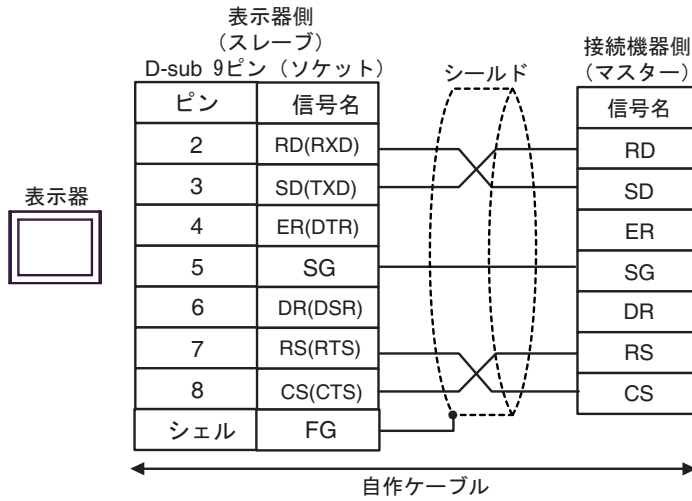 表示器側
（スレーブ）
D-sub 9ピン（ソケット）
シールド
接続機器側
（マスター）
ピン 信号名
信号名
2 RD(RXD)
RD
3 SD(TXD)
SD
表示器
4 ER(DTR)
ER
5 SG
SG
6 DR(DSR)
DR
7 RS(RTS)
RS
8 CS(CTS)
CS
シェル FG
自作ケーブル